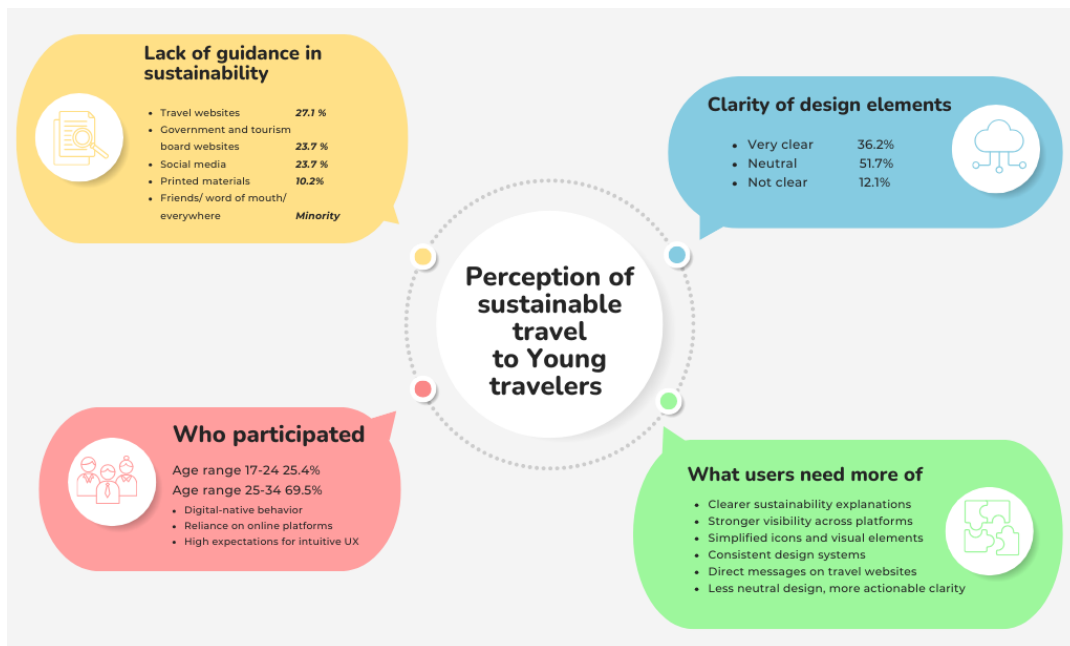 Lack of guidance in
sustainability
• Travel websites 27.1 %
• Government and tourism
board websites 23.7 %
• Social media 23.7 %
• Printed materials 10.2%
• Friends/ word of mouth/
everywhere Minority
Clarity of design elements
• Very clear 36.2%
• Neutral 51.7%
• Not clear 12.1%
Perception of
sustainable
travel
to Young
travelers
Who participated
Age range 17-24 25.4%
Age range 25-34 69.5%
• Digital-native behavior
• Reliance on online platforms
• High expectations for intuitive UX
What users need more of
• Clearer sustainability explanations
• Stronger visibility across platforms
• Simplified icons and visual elements
• Consistent design systems
• Direct messages on travel websites
• Less neutral design, more actionable clarity